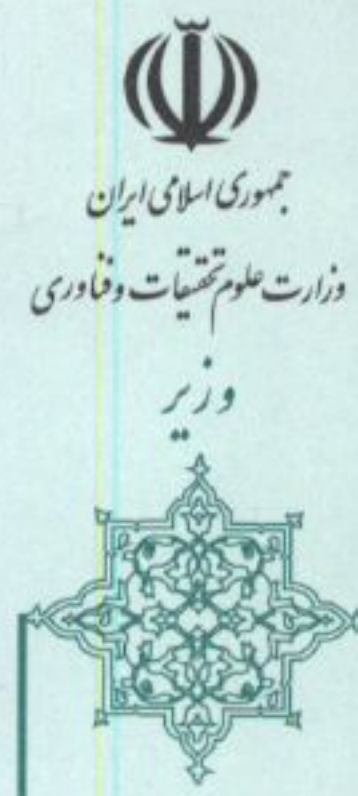 جمهوری اسلامی ایران
وزارت علوم تحقیقات و فناوری
وزیر